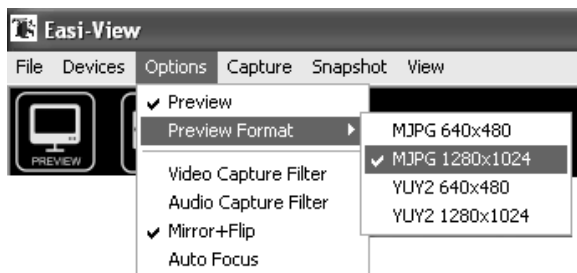 Easi-View
File Devices Options Capture Snapshot View
PREVIEW
Preview
Preview Format
MJPG 640x480
MJPG 1280x1024
YUY2 640x480
YUY2 1280x1024
Video Capture Filter
Audio Capture Filter
Mirror+Flip
Auto Focus